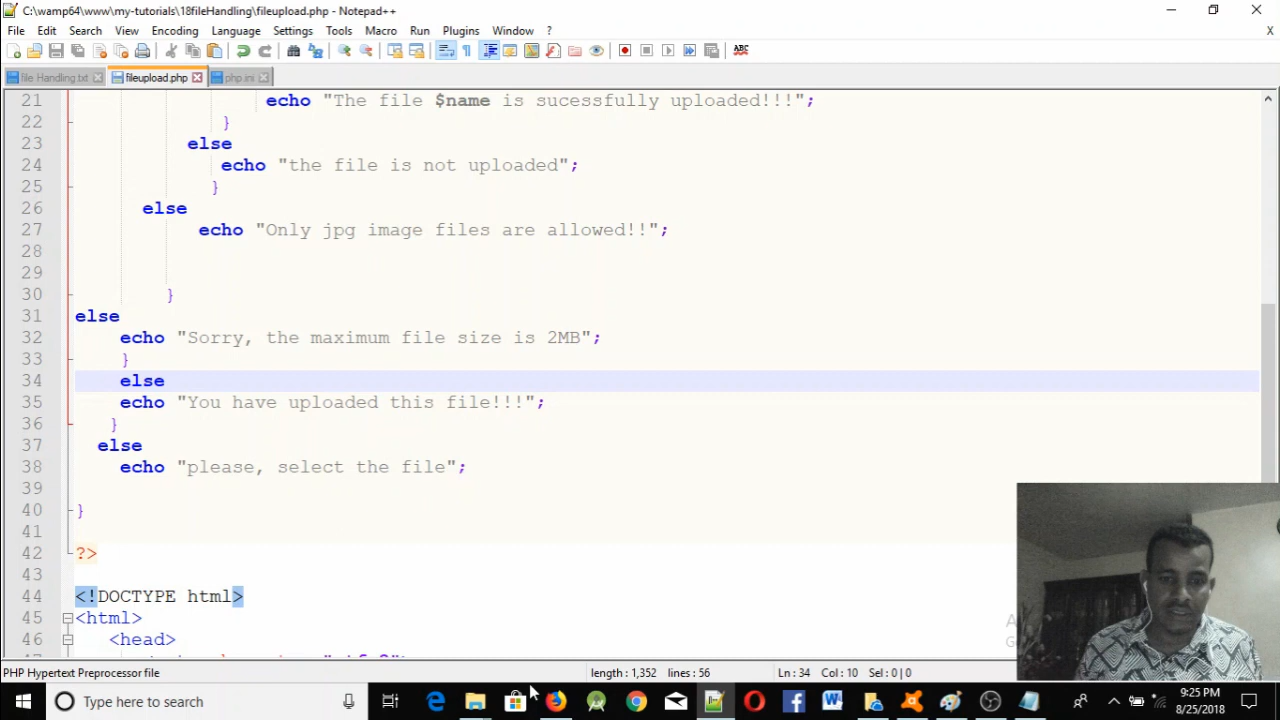 C:\wamp64\www\my-tutorials\18fileHandling\fileupload.php - Notepad++
File Edit Search View Encoding Language Settings Tools Macro Run Plugins Window ? X
file Handling.txt fileupload.php php.ini
21 echo "The file $name is sucessfully uploaded!!!";
22 }
23 else
24 echo "the file is not uploaded";
25 }
26 else
27 echo "Only jpg image files are allowed!!";
28
29
30 }
31 else
32 echo "Sorry, the maximum file size is 2MB";
33 }
34 else
35 echo "You have uploaded this file!!!";
36 }
37 else
38 echo "please, select the file";
39
40 }
41
42 ?>
43
44 <!DOCTYPE html>
45 <html>
46 <head>
PHP Hypertext Preprocessor file length : 1,352 lines : 56 Ln : 34 Col : 10 Sel : 0 | 0
Type here to search
9:25 PM
8/25/2018